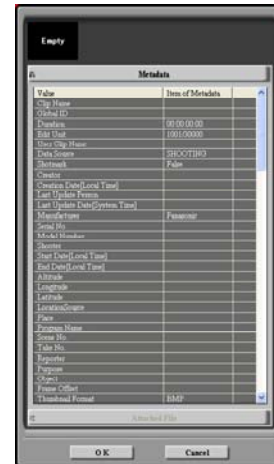 Empty
Metadata
Value Item of Metadata
Clip Name
Global ID
Duration 00:00:00:00
Edit Unit 1001/30000
User Clip Name
Data Source SHOOTING
Shotmark False
Creator
Creation Date[Local Time]
Last Update Person
Last Update Date[System Time]
Manufacturer Panasonic
Serial No.
Model Number
Shooter
Start Date[Local Time]
End Date[Local Time]
Altitude
Longitude
Latitude
LocationSource
Place
Program Name
Scene No.
Take No.
Reporter
Purpose
Object
Frame Offset
Thumbnail Format BMP
Attached File
OK Cancel